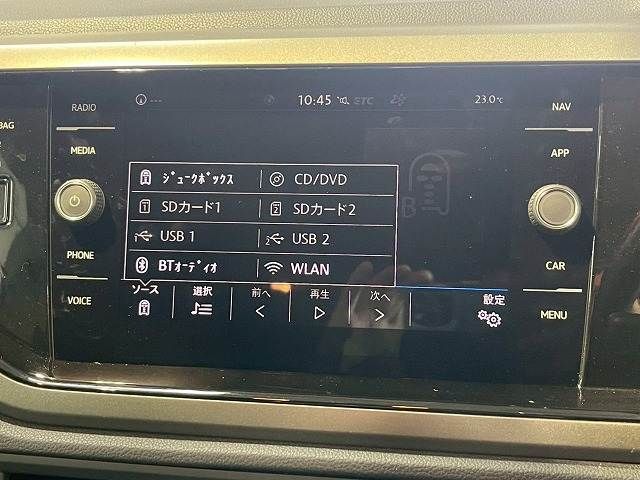 RADIO
--- 10:45 ETC 23.0℃
NAV
BAG
MEDIA
APP
ジュークボックス CD/DVD
SDカード1 SDカード2
USB 1 USB 2
BTオーディオ WLAN
PHONE
CAR
VOICE
ソース 選択 前へ 再生 次へ 設定
MENU